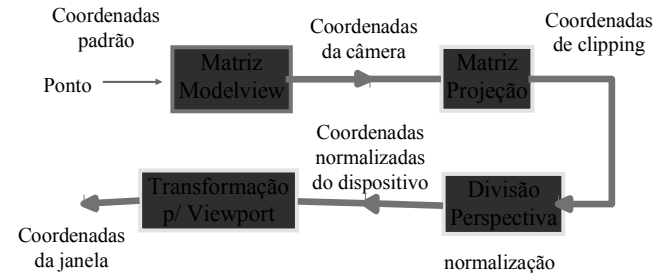 Coordenadas
padrão
Ponto
Matriz
Modelview
Coordenadas
da câmera
Matriz
Projeção
Coordenadas
de clipping
Divisão
Perspectiva
normalização
Coordenadas
normalizadas
do dispositivo
Transformação
p/ Viewport
Coordenadas
da janela